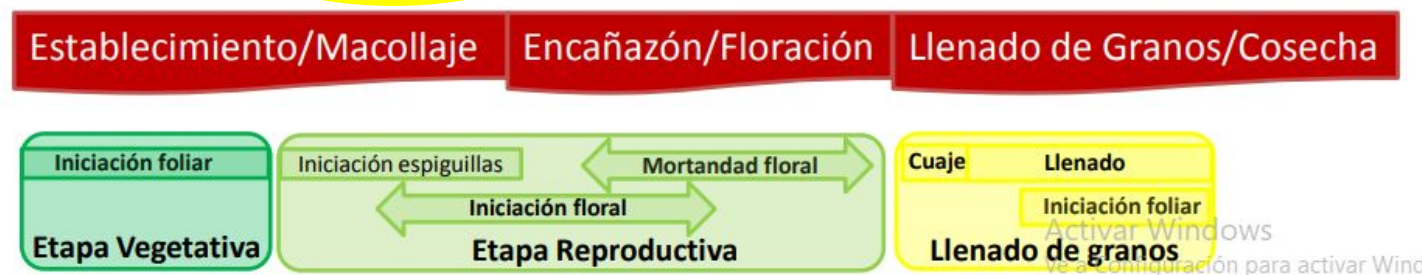 Establecimiento/Macollaje
Encañazón/Floración
Llenado de Granos/Cosecha
Iniciación foliar
Etapa Vegetativa
Iniciación espiguillas
Mortandad floral
Iniciación floral
Etapa Reproductiva
Cuaje
Llenado
Iniciación foliar
Llenado de granos
Activar Windows
Ve a Configuración para activar Wind